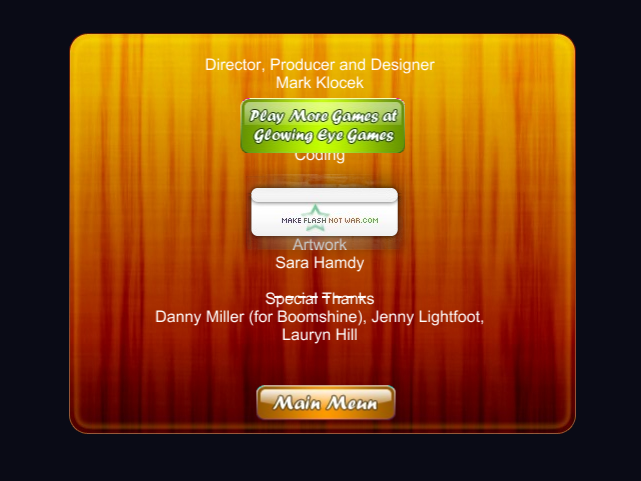 Director, Producer and Designer
Mark Klocek
Play More Games at
Glowing Eye Games
Coding
MAKE FLASH NOT WAR.COM
Artwork
Sara Hamdy
Special Thanks
Danny Miller (for Boomshine), Jenny Lightfoot,
Lauryn Hill
Main Meun